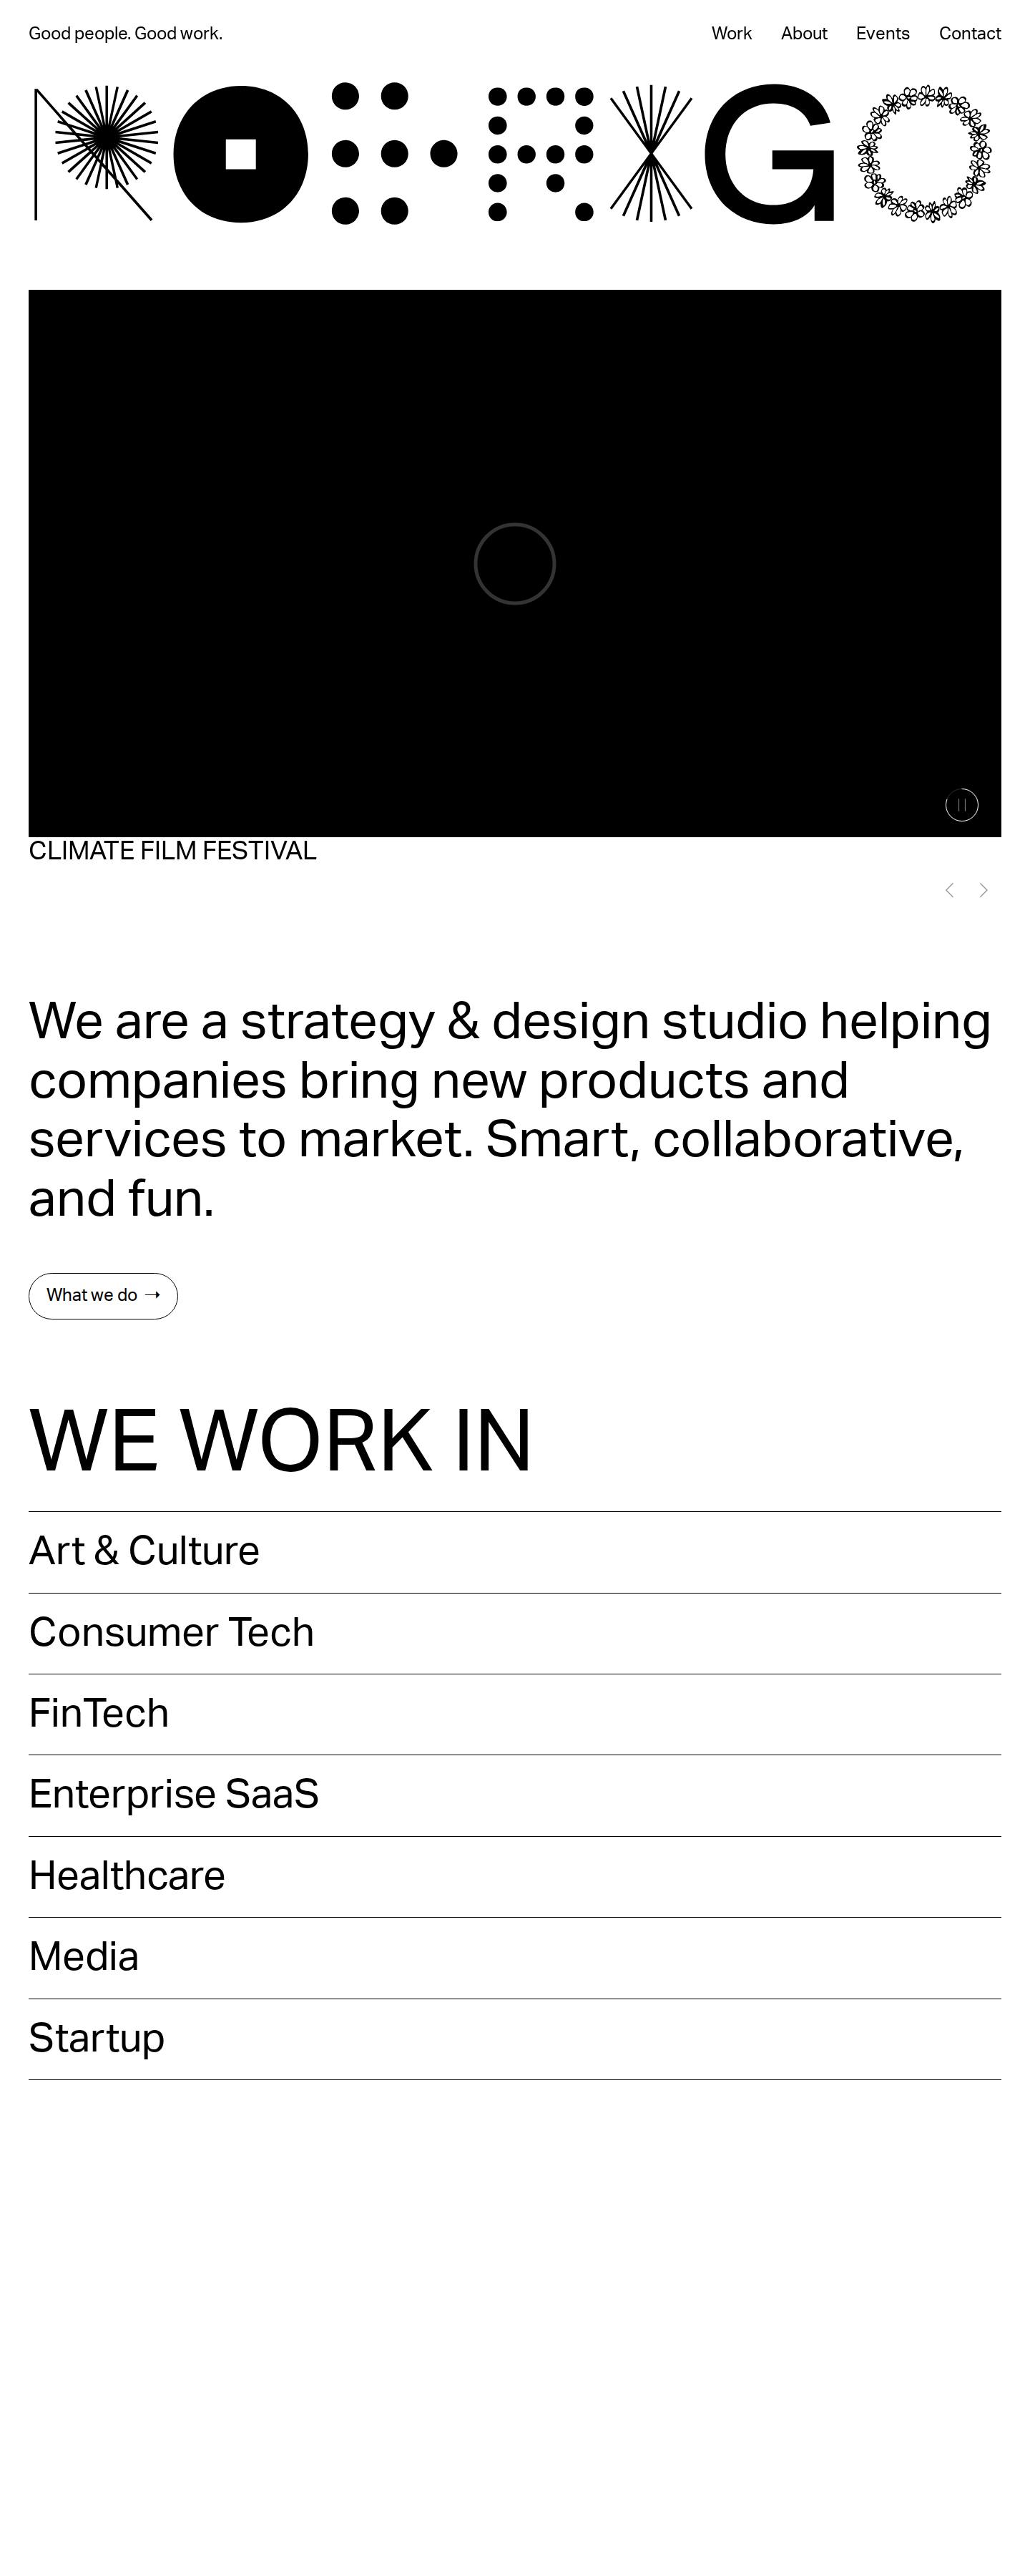 Good people. Good work.
Work About Events Contact
RODRIGO
CLIMATE FILM FESTIVAL
We are a strategy & design studio helping
companies bring new products and
services to market. Smart, collaborative,
and fun.
What we do →
WE WORK IN
Art & Culture
Consumer Tech
FinTech
Enterprise SaaS
Healthcare
Media
Startup